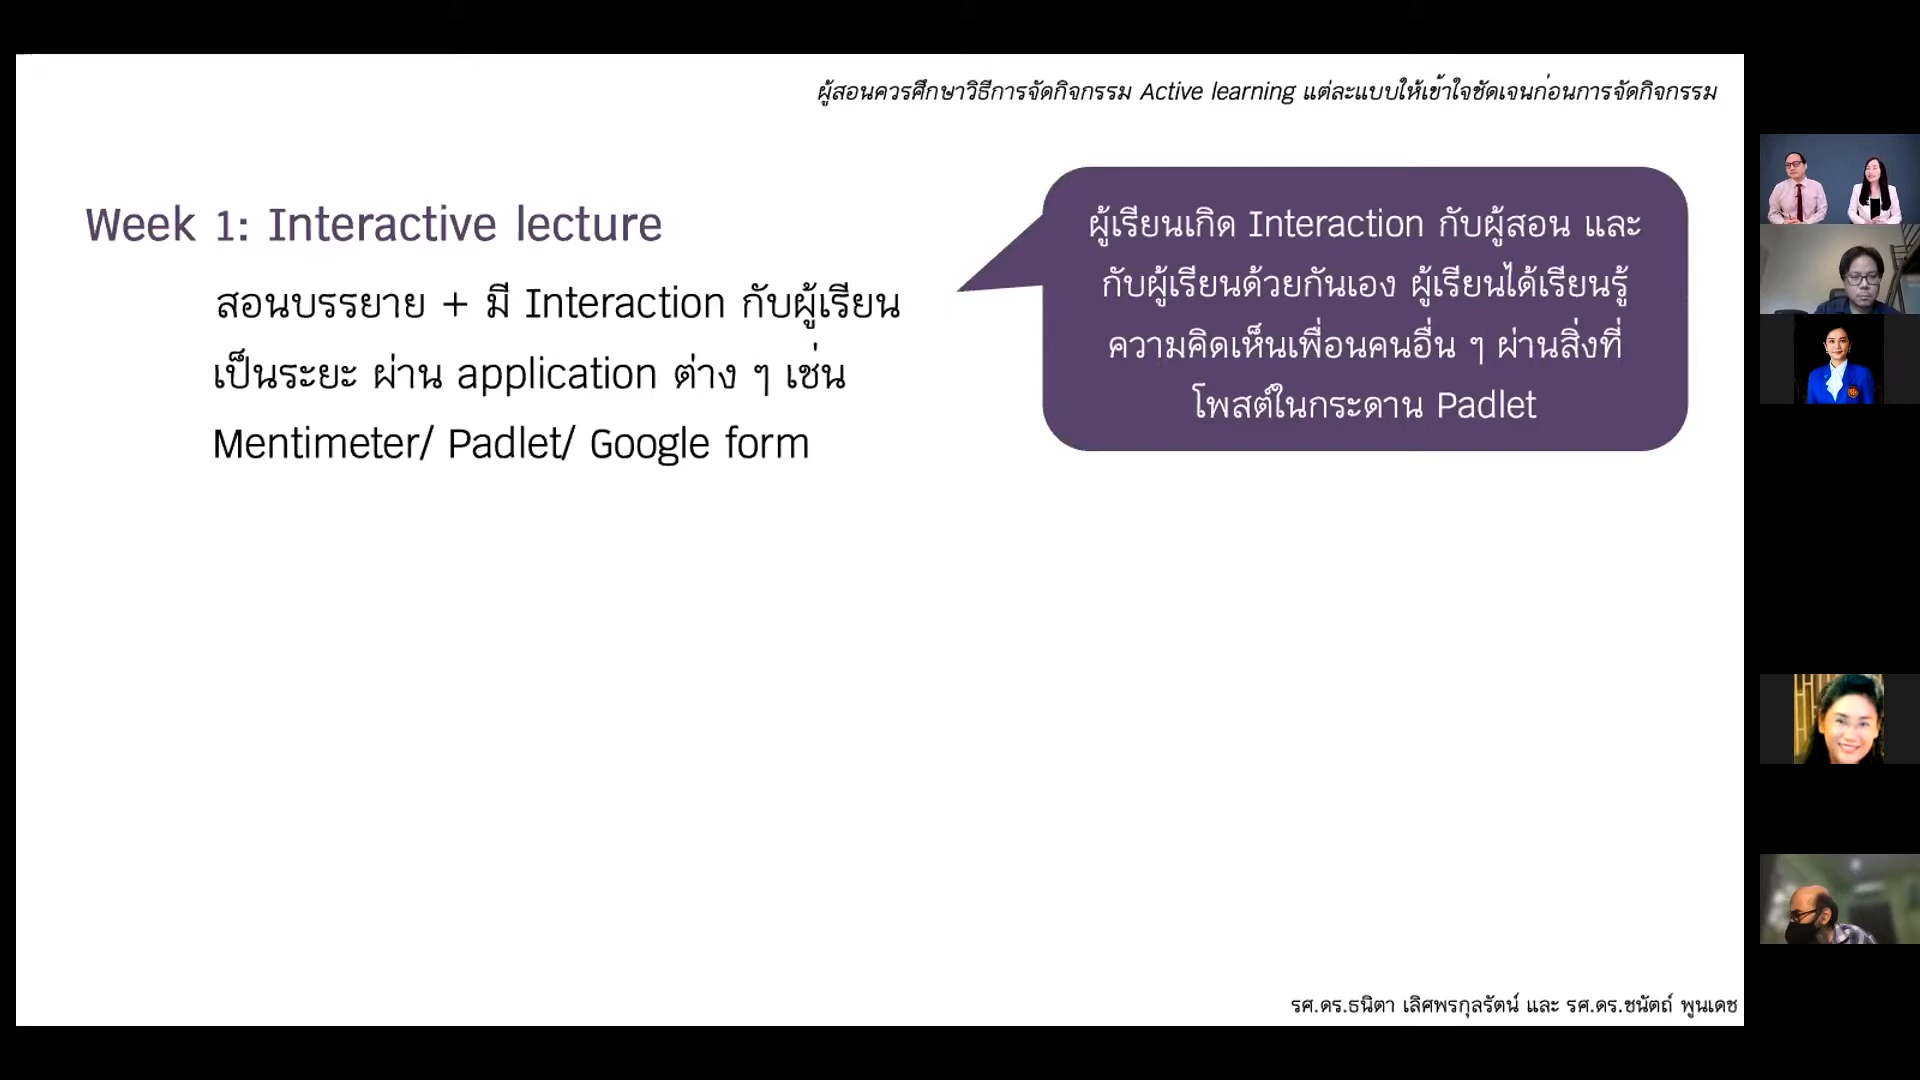 ผู้สอนควรศึกษาวิธีการจัดกิจกรรม Active learning แต่ละแบบให้เข้าใจชัดเจนก่อนการจัดกิจกรรม
Week 1: Interactive lecture
สอนบรรยาย + มี Interaction กับผู้เรียน
เป็นระยะ ผ่าน application ต่าง ๆ เช่น
Mentimeter/ Padlet/ Google form
ผู้เรียนเกิด Interaction กับผู้สอน และ
กับผู้เรียนด้วยกันเอง ผู้เรียนได้เรียนรู้
ความคิดเห็นเพื่อนคนอื่น ๆ ผ่านสิ่งที่
โพสต์ในกระดาน Padlet
รศ.ดร.ธนิตา เลิศพรกุลรัตน์ และ รศ.ดร.ชนัตถ์ พูนเดช